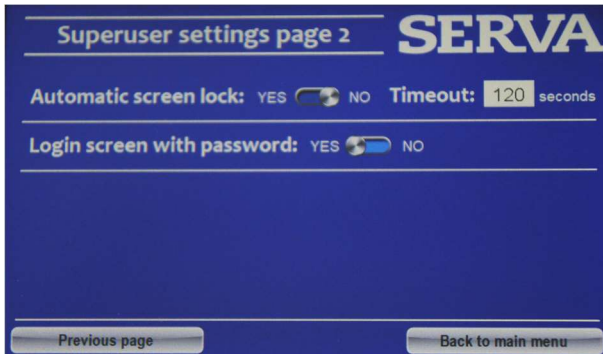 Superuser settings page 2
SERVA
Automatic screen lock: YES NO Timeout: 120 seconds
Login screen with password: YES NO
Previous page
Back to main menu